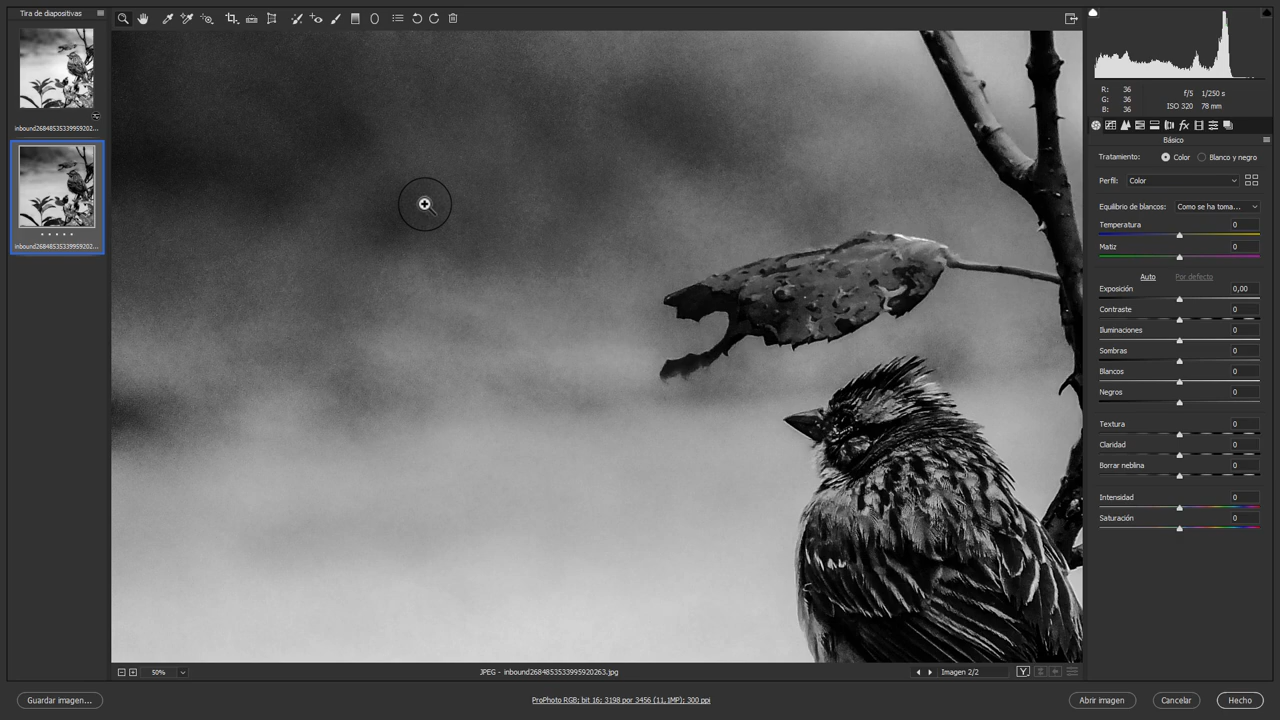 Tira de diapositivas
inbound26848535339959202...
inbound26848535339959202...
50%
JPEG - inbound2684853533995920263.jpg
Imagen 2/2
R: 36
G: 36
B: 36
f/5 1/250 s
ISO 320 78 mm
Básico
Tratamiento: Color Blanco y negro
Perfil: Color
Equilibrio de blancos: Como se ha toma...
Temperatura 0
Matiz 0
Auto Por defecto
Exposición 0,00
Contraste 0
Iluminaciones 0
Sombras 0
Blancos 0
Negros 0
Textura 0
Claridad 0
Borrar neblina 0
Intensidad 0
Saturación 0
Guardar imagen...
ProPhoto RGB; bit 16; 3198 por 3456 (11,1MP); 300 ppi
Abrir imagen
Cancelar
Hecho